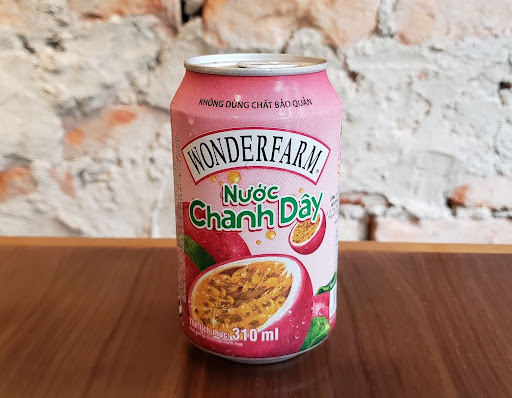 KHÔNG DÙNG CHẤT BẢO QUẢN
WONDERFARM
Nước
Chanh Dây
310 ml